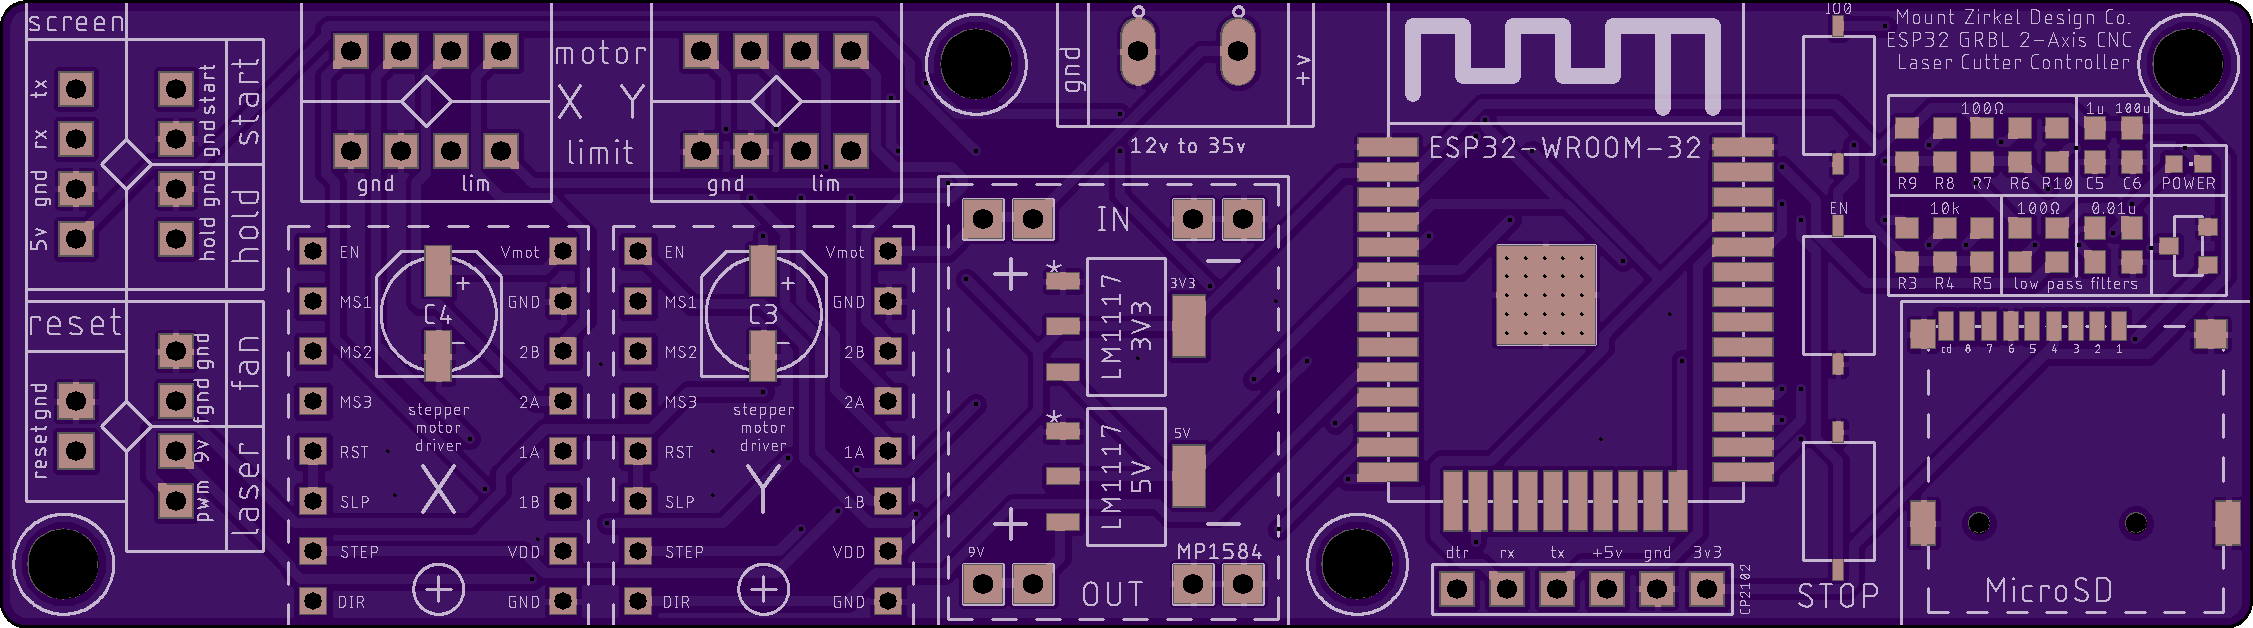 screen
tx
rx
gnd
5v
start
gnd
gnd
hold
start
hold
reset
gnd
reset
gnd
fgnd
9v
pwm
fan
laser
motor
X Y
limit
gnd lim
gnd lim
EN
MS1
MS2
MS3
RST
SLP
STEP
DIR
Vmot
GND
2B
2A
1A
1B
VDD
GND
+
C4
−
stepper
motor
driver
X
+
EN
MS1
MS2
MS3
RST
SLP
STEP
DIR
Vmot
GND
2B
2A
1A
1B
VDD
GND
+
C3
−
stepper
motor
driver
Y
+
gnd
+v
12v to 35v
IN
+ −
*
LM1117
3V3
3V3
*
LM1117
5V
5V
+ −
9V
MP1584
OUT
ESP32-WROOM-32
dtr rx tx +5v gnd 3v3
CP2102
IO0
EN
STOP
Mount Zirkel Design Co.
ESP32 GRBL 2-Axis CNC
Laser Cutter Controller
100Ω 1u 100u
R9 R8 R7 R6 R10 C5 C6 POWER
10k 100Ω 0.01u
R3 R4 R5 low pass filters
cd 8 7 6 5 4 3 2 1
MicroSD